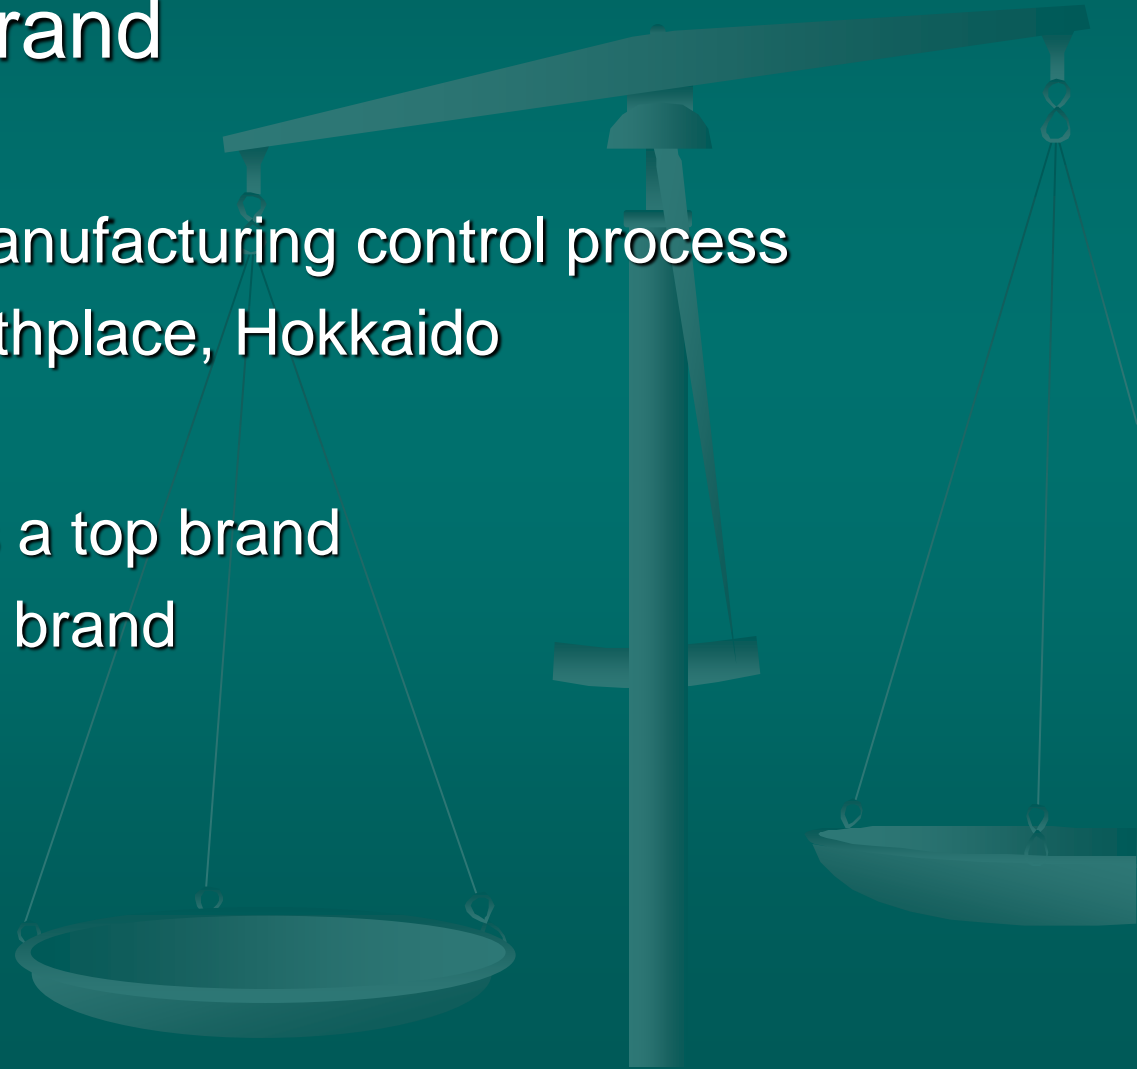 rand
anufacturing control process
thplace, Hokkaido
a top brand
brand